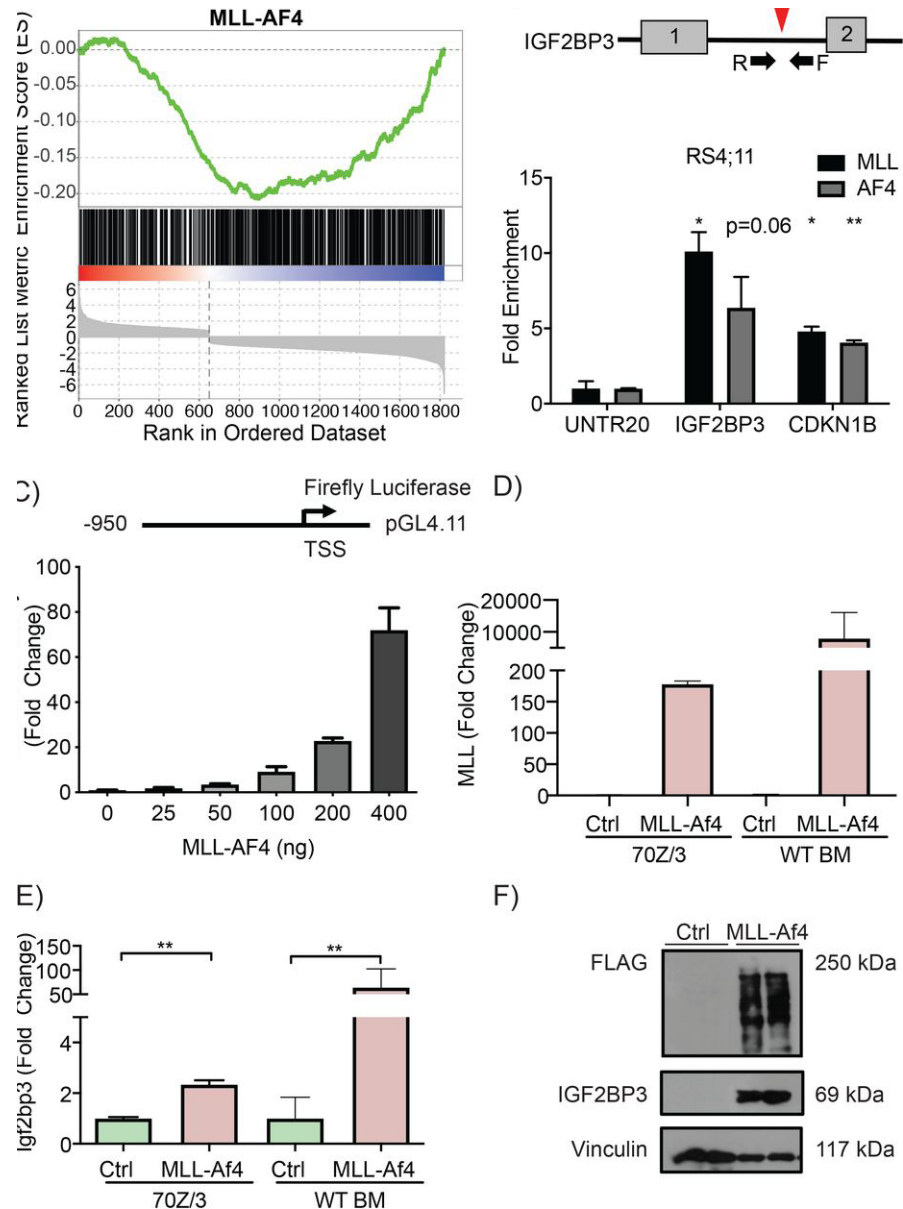 MLL-AF4
Ranked List Metric Enrichment Score (ES)
0.00
-0.05
-0.10
-0.15
-0.20
6
4
2
0
-2
-4
-6
0 200 400 600 800 1000 1200 1400 1600 1800
Rank in Ordered Dataset
IGF2BP3 1 2
R F
RS4;11
MLL
AF4
Fold Enrichment
15
10
5
0
* p=0.06 * **
UNTR20 IGF2BP3 CDKN1B
C)
Firefly Luciferase
-950 pGL4.11
TSS
(Fold Change)
100
80
60
40
20
0
0 25 50 100 200 400
MLL-AF4 (ng)
D)
MLL (Fold Change)
20000
10000
200
150
100
50
0
Ctrl MLL-Af4 Ctrl MLL-Af4
70Z/3 WT BM
E)
Igf2bp3 (Fold Change)
150
100
50
4
2
0
** **
Ctrl MLL-Af4 Ctrl MLL-Af4
70Z/3 WT BM
F)
Ctrl MLL-Af4
FLAG 250 kDa
IGF2BP3 69 kDa
Vinculin 117 kDa